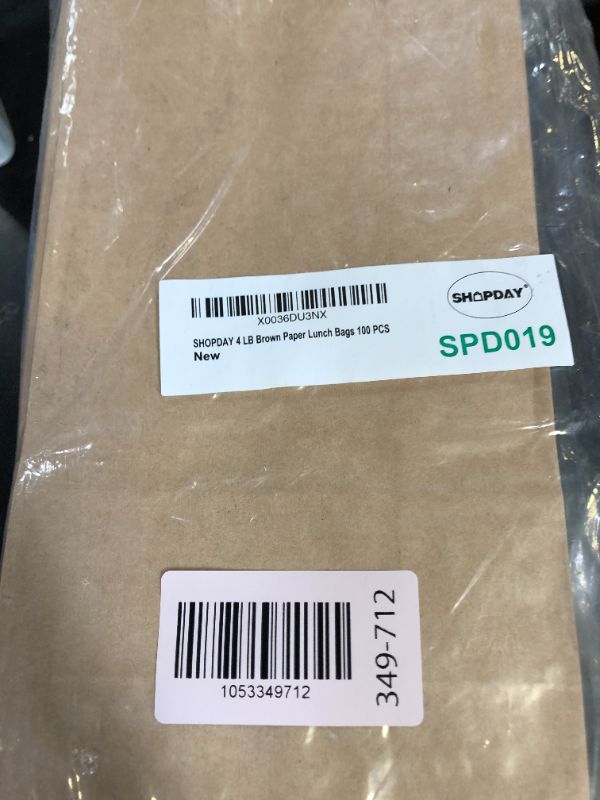 X0036DU3NX
SHOPDAY 4 LB Brown Paper Lunch Bags 100 PCS
New
SHOPDAY®
SPD019
1053349712
349-712